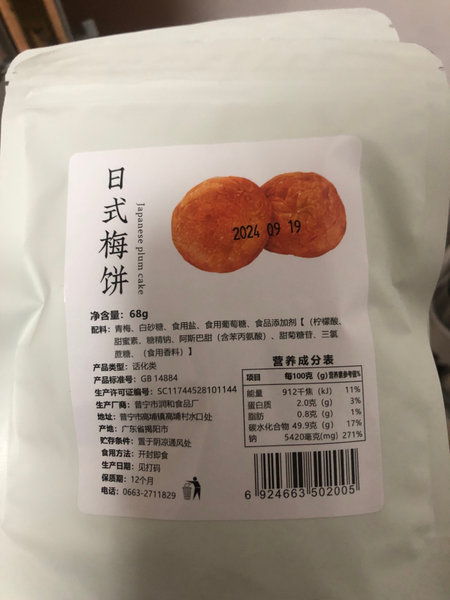 日式梅饼
Japanese plum cake
2024 09 19
净含量：68g
配料：青梅、白砂糖、食用盐、食用葡萄糖、食品添加剂【（柠檬酸、
甜蜜素、糖精钠、阿斯巴甜（含苯丙氨酸）、甜菊糖苷、三氯
蔗糖、（食用香料）】
产品类型：话化类
产品标准号：GB 14884
生产许可证编号：SC11744528101144
生产厂商：普宁市润和食品厂
地址：普宁市高埔镇高埔村水口处
产地：广东省揭阳市
贮存条件：置于阴凉通风处
食用方法：开封即食
生产日期：见打码
保质期：12个月
电话：0663-2711829
营养成分表
项目 每100克（g） 营养素参考值%
能量 912千焦（kJ） 11%
蛋白质 2.0克（g） 3%
脂肪 0.8克（g） 1%
碳水化合物 49.9克（g） 17%
钠 5420毫克(mg) 271%
6 924663 502005